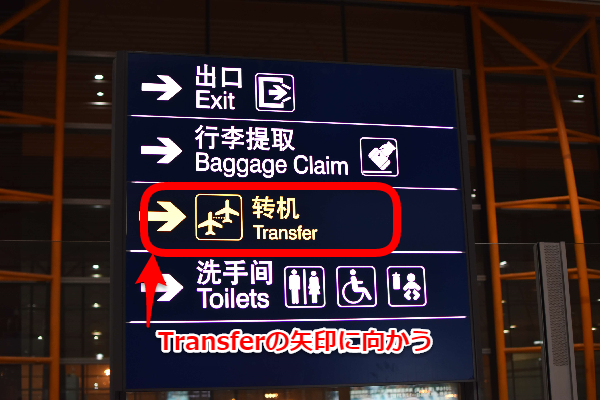 出口
Exit
行李提取
Baggage Claim
转机
Transfer
洗手间
Toilets
Transferの矢印に向かう